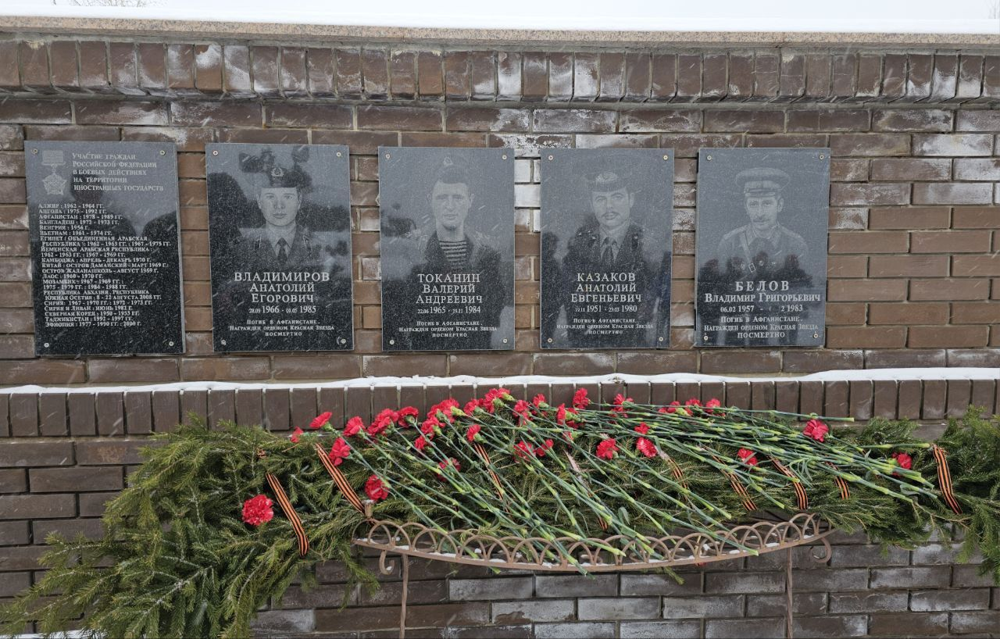 Участие граждан
Российской Федерации
в боевых действиях
на территории
иностранных государств
Алжир: 1962 - 1964 гг.
Ангола: 1975 - 1992 гг.
Афганистан: 1978 - 1989 гг.
Бангладеш: 1972 - 1973 гг.
Венгрия: 1956 г.
Вьетнам: 1961 - 1974 гг.
Египет / Объединенная Арабская
Республика /: 1962 - 1963 гг. : 1967 - 1975 гг.
Йеменская Арабская Республика
1962 - 1963 гг. : 1967 - 1969 гг.
Камбоджа: апрель - декабрь 1970 г.
Китай: остров Даманский - март 1969 г.
остров Жаланашколь - август 1969 г.
Лаос: 1960 - 1970 гг.
Мозамбик: 1967 - 1969 гг.
1975 - 1979 гг. : 1984 - 1988 гг.
Республика Абхазия, Республика
Южная Осетия: 8 - 22 августа 2008 гг.
Сирия: 1967 - 1970 гг. : 1972 - 1973 гг.
Сирия и Ливан: июнь 1982 г.
Северная Корея: 1950 - 1953 гг.
Таджикистан: 1992 - 1997 гг.
Эфиопия: 1977 - 1990 гг.
Владимиров
Анатолий
Егорович
28.09 1966 - 01.05 1985
Погиб в Афганистане
Награжден орденом Красная Звезда
посмертно
Токанин
Валерий
Андреевич
22.06 1965 - 19.11 1984
Погиб в Афганистане
Награжден орденом Красная Звезда
посмертно
Казаков
Анатолий
Евгеньевич
19.11 1951 - 23.03 1980
Погиб в Афганистане
Награжден орденом Красная Звезда
посмертно
Белов
Владимир Григорьевич
06.02 1957 - 1983
Погиб в Афганистане,
Награжден орденом Красная Звезда
посмертно